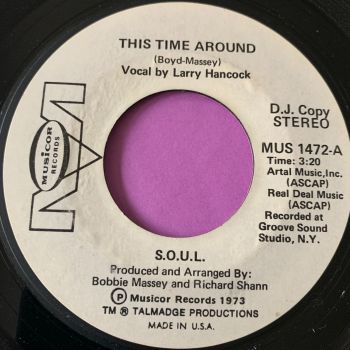 THIS TIME AROUND
(Boyd-Massey)
Vocal by Larry Hancock
MUSICOR
RECORDS
D.J. Copy
STEREO
MUS 1472-A
Time: 3:20
Artal Music, Inc.
(ASCAP)
Real Deal Music
(ASCAP)
Recorded at
Groove Sound
Studio, N.Y.
S.O.U.L.
Produced and Arranged By:
Bobbie Massey and Richard Shann
Ⓟ Musicor Records 1973
TM ® TALMADGE PRODUCTIONS
MADE IN U.S.A.